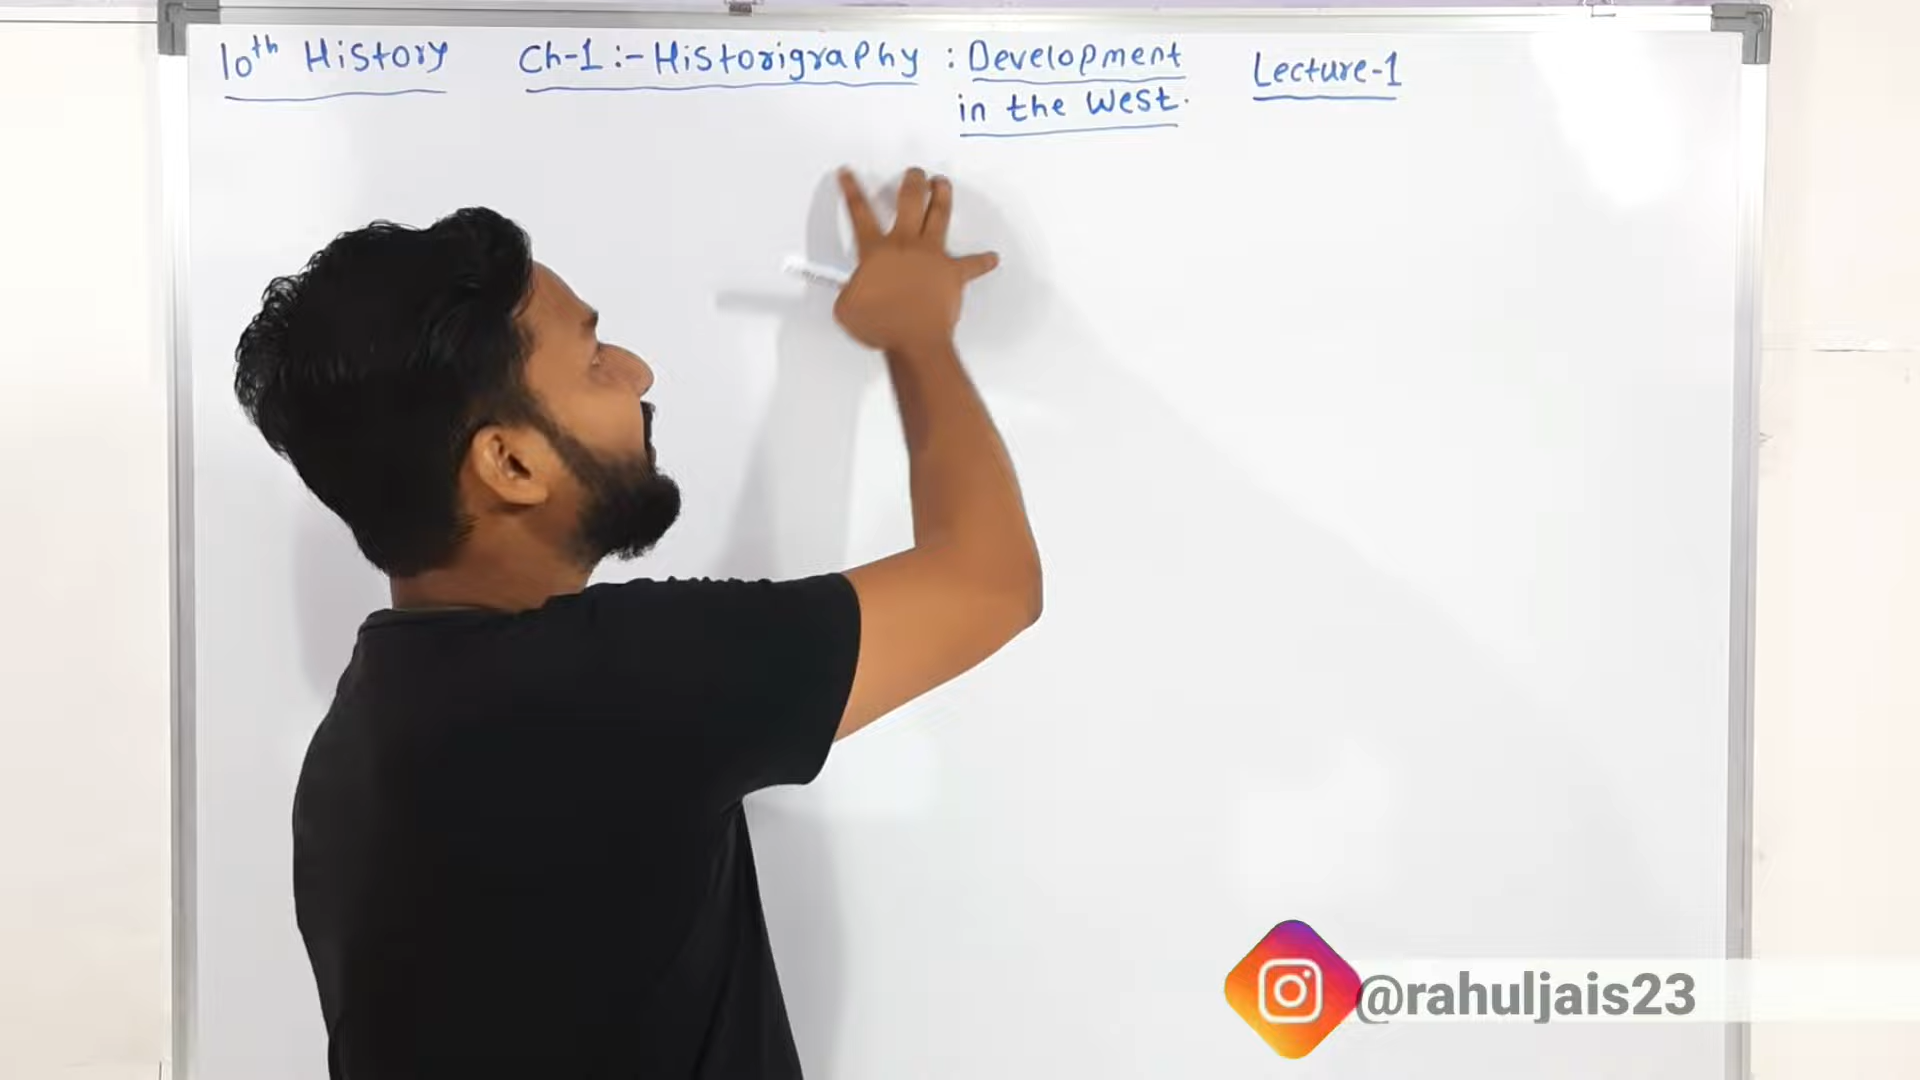 10th History Ch-1:- Historigraphy : Development Lecture-1
in the West.
@rahuljais23